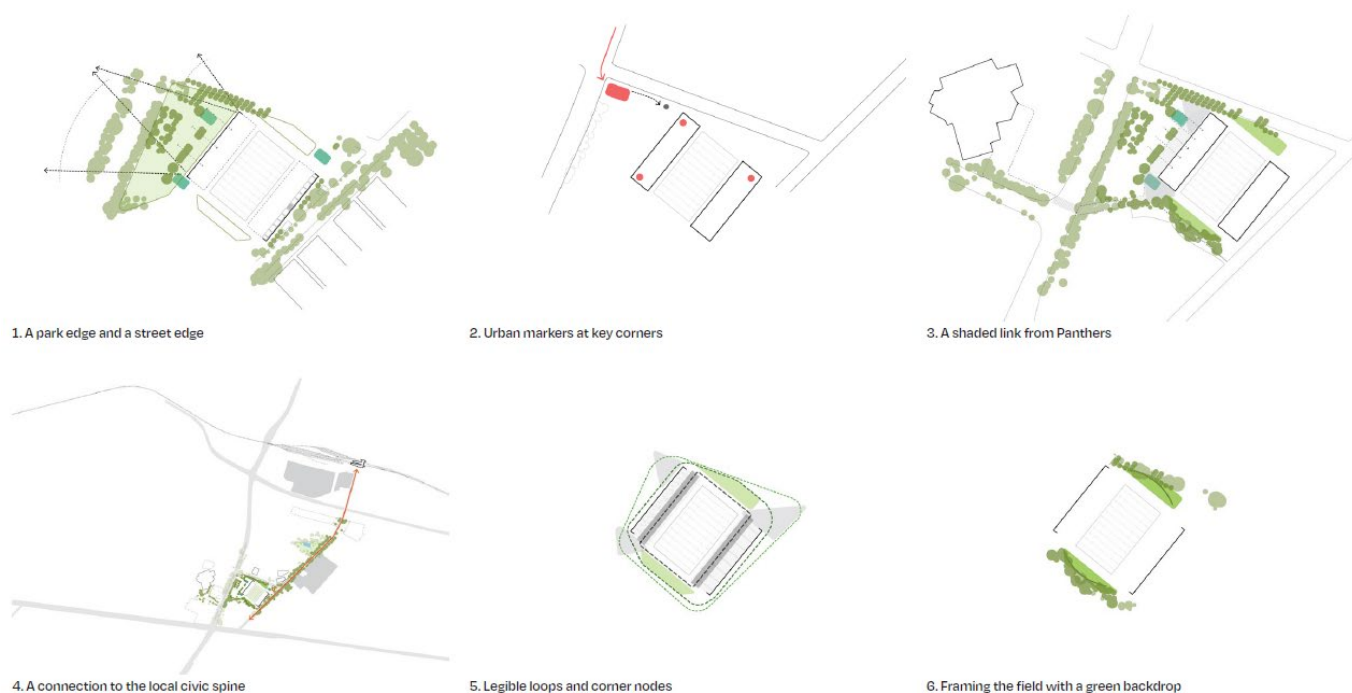 1. A park edge and a street edge
2. Urban markers at key corners
3. A shaded link from Panthers
4. A connection to the local civic spine
5. Legible loops and corner nodes
6. Framing the field with a green backdrop